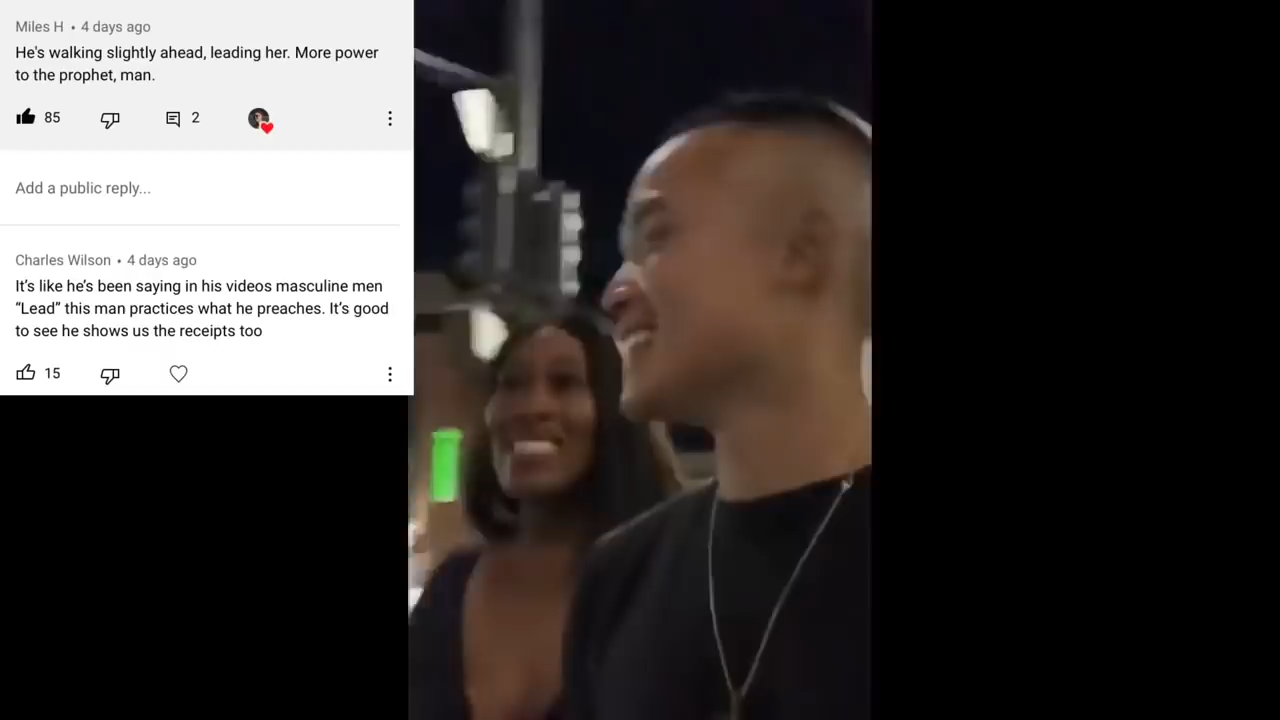 Miles H • 4 days ago
He's walking slightly ahead, leading her. More power
to the prophet, man.
85 2
Add a public reply...
Charles Wilson • 4 days ago
It’s like he’s been saying in his videos masculine men
“Lead” this man practices what he preaches. It’s good
to see he shows us the receipts too
15